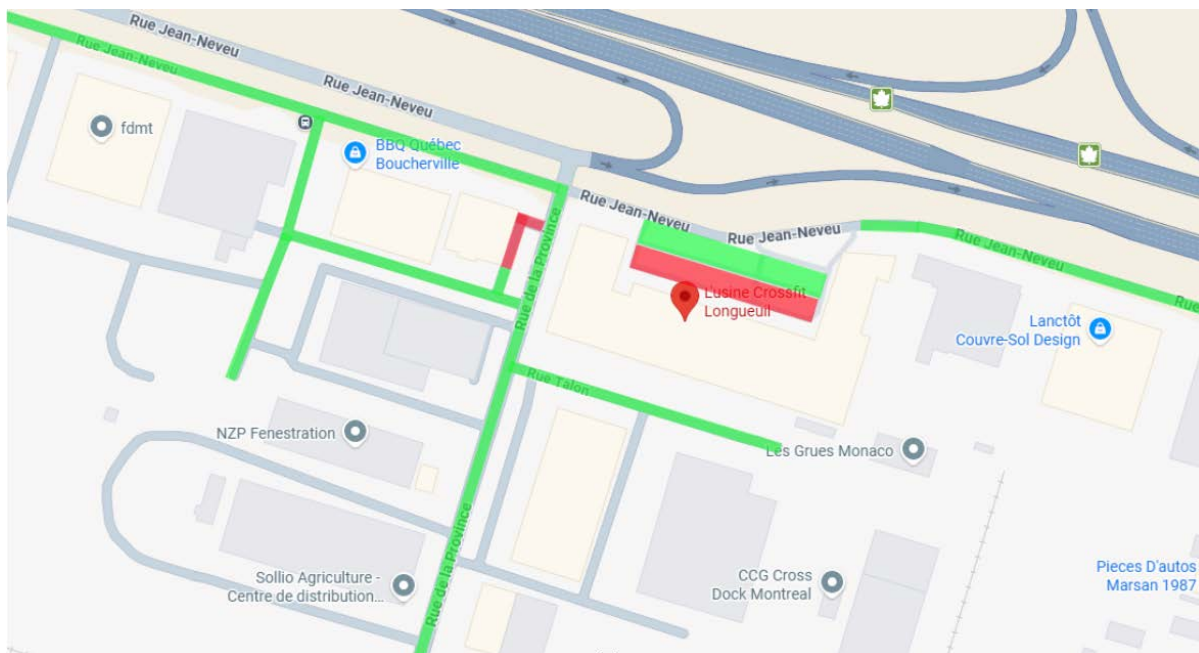 Rue Jean-Neveu
Rue Jean-Neveu
Rue Jean-Neveu
fdmt
BBQ Québec
Boucherville
Rue Jean-Neveu
Rue Jean-Neveu
Rue Jean-Neveu
Rue de la Province
L'usine Crossfit
Longueuil
Rue
Lanctôt
Couvre-Sol Design
Rue Talon
NZP Fenestration
Les Grues Monaco
Rue de la Province
Sollio Agriculture -
Centre de distribution...
CCG Cross
Dock Montreal
Pieces D'autos
Marsan 1987